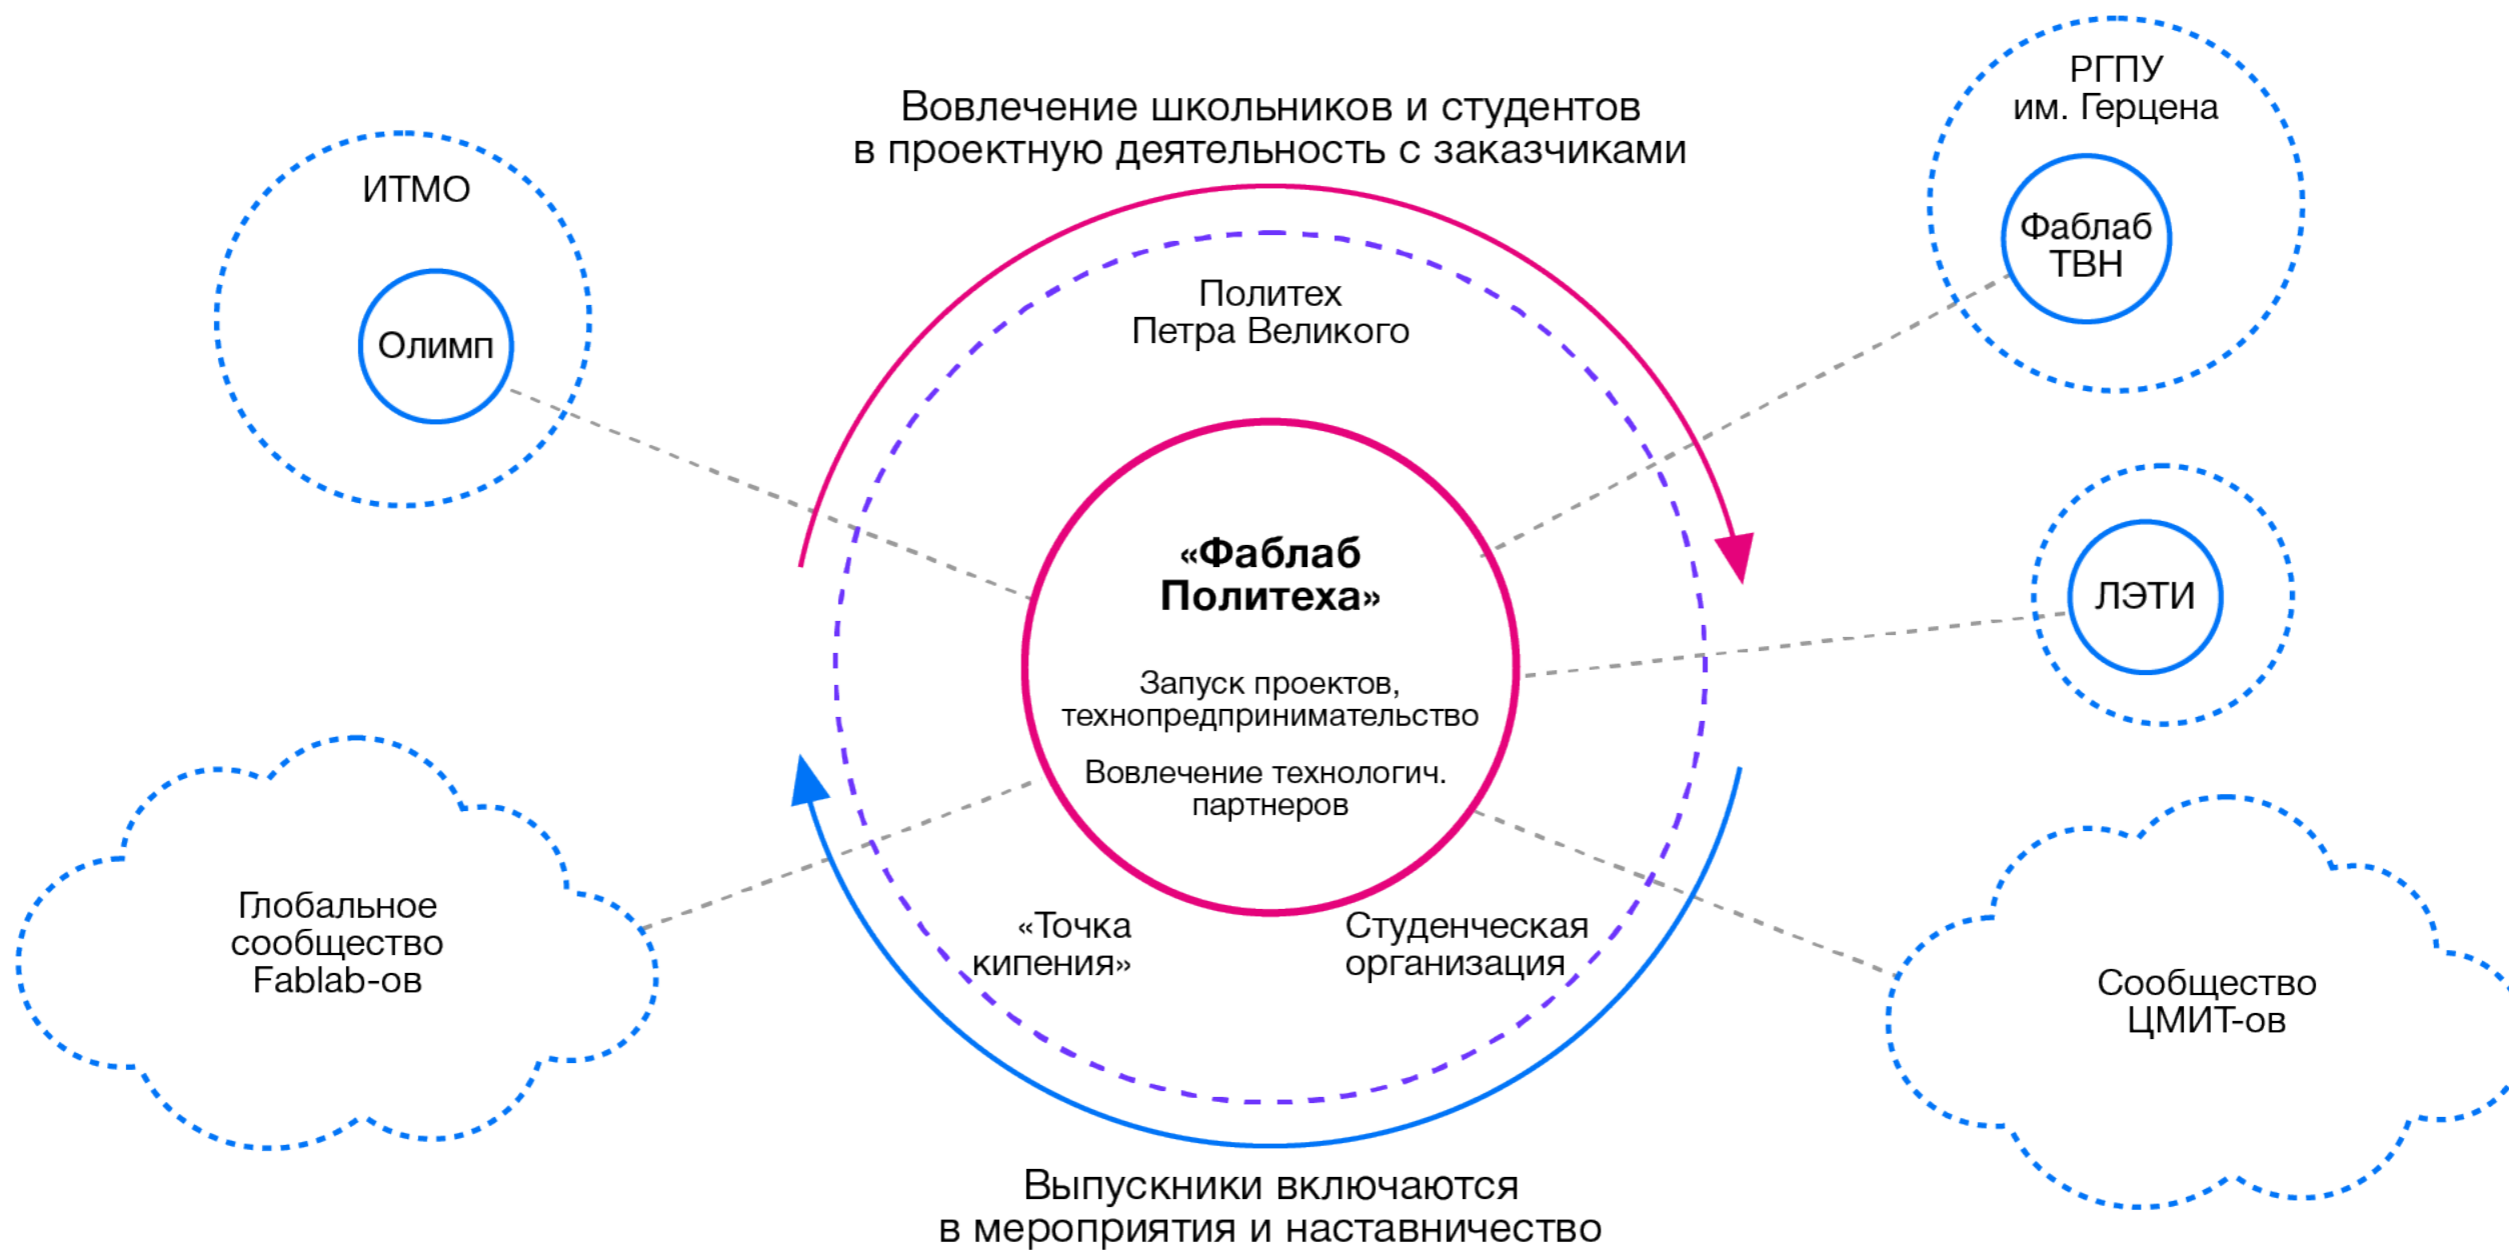 Вовлечение школьников и студентов
в проектную деятельность с заказчиками
ИТМО
Олимп
РГПУ
им. Герцена
Фаблаб
ТВН
Политех
Петра Великого
«Фаблаб
Политеха»
Запуск проектов,
технопредпринимательство
Вовлечение технологич.
партнеров
ЛЭТИ
«Точка
кипения»
Студенческая
организация
Глобальное
сообщество
Fablab-ов
Сообщество
ЦМИТ-ов
Выпускники включаются
в мероприятия и наставничество